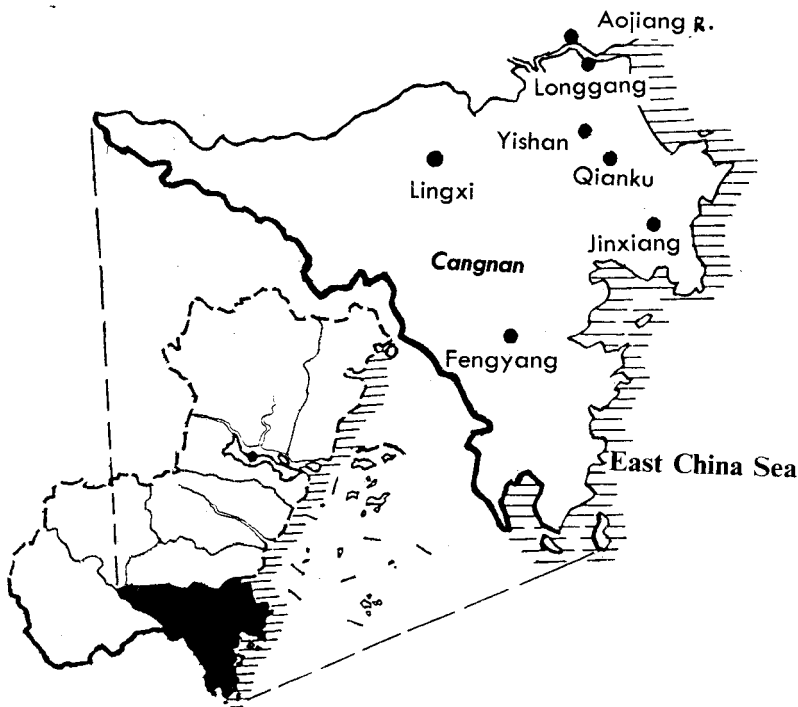 Aojiang R.
Longgang
Yishan
Lingxi
Qianku
Jinxiang
Cangnan
Fengyang
East China Sea